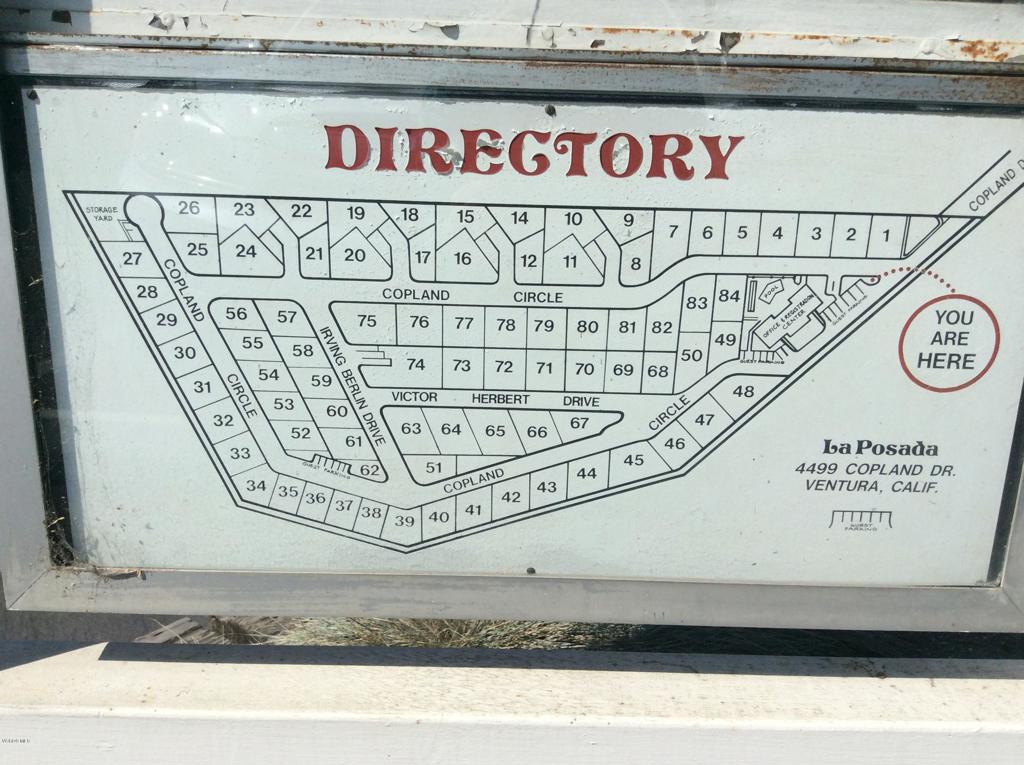 DIRECTORY
COPLAND D
STORAGE
YARD
26 23 22 19 18 15 14 10 9 7 6 5 4 3 2 1
25 24 21 20 17 16 12 11 8
27
28
29
30
31
32
33
34 35 36 37 38 39 40 41 42 43 44 45 46 47 48
COPLAND
CIRCLE
COPLAND CIRCLE
56 57
55 58
54 59
53 60
52 61
62
GUEST PARKING
IRVING BERLIN DRIVE
75 76 77 78 79 80 81 82 83 84
74 73 72 71 70 69 68 50 49
VICTOR HERBERT DRIVE
63 64 65 66 67
51
COPLAND
CIRCLE
POOL
OFFICE & REGISTRATION
CENTER
GUEST PARKING
GUEST PARKING
YOU
ARE
HERE
La Posada
4499 COPLAND DR.
VENTURA, CALIF.
GUEST
PARKING